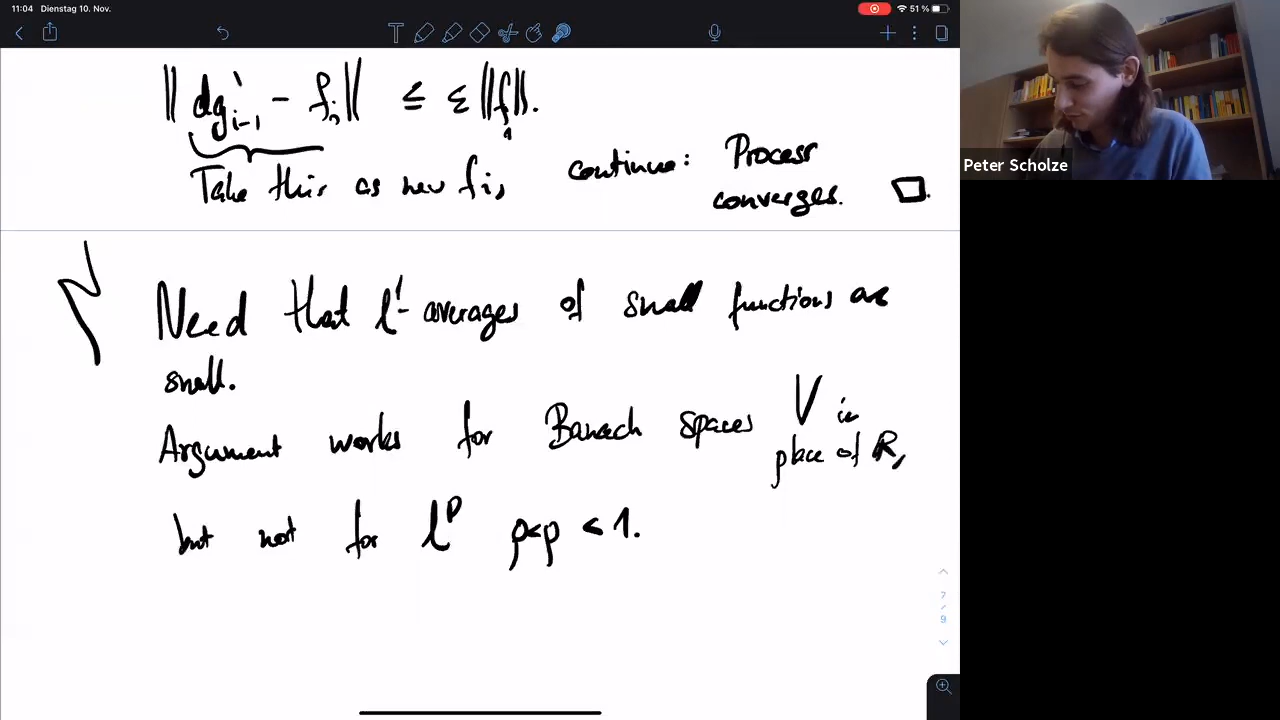 11:04 Dienstag 10. Nov.
51 %
‖ dg'_{i-1} - f_i ‖ ≤ ε ‖f‖.
Take this as new f_i,
continue: Process
converges. □.
Peter Scholze
Need that l¹-averages of small functions are
small.
Argument works for Banach spaces V in
place of ℝ,
but not for l^p 0<p<1.
7
/
9